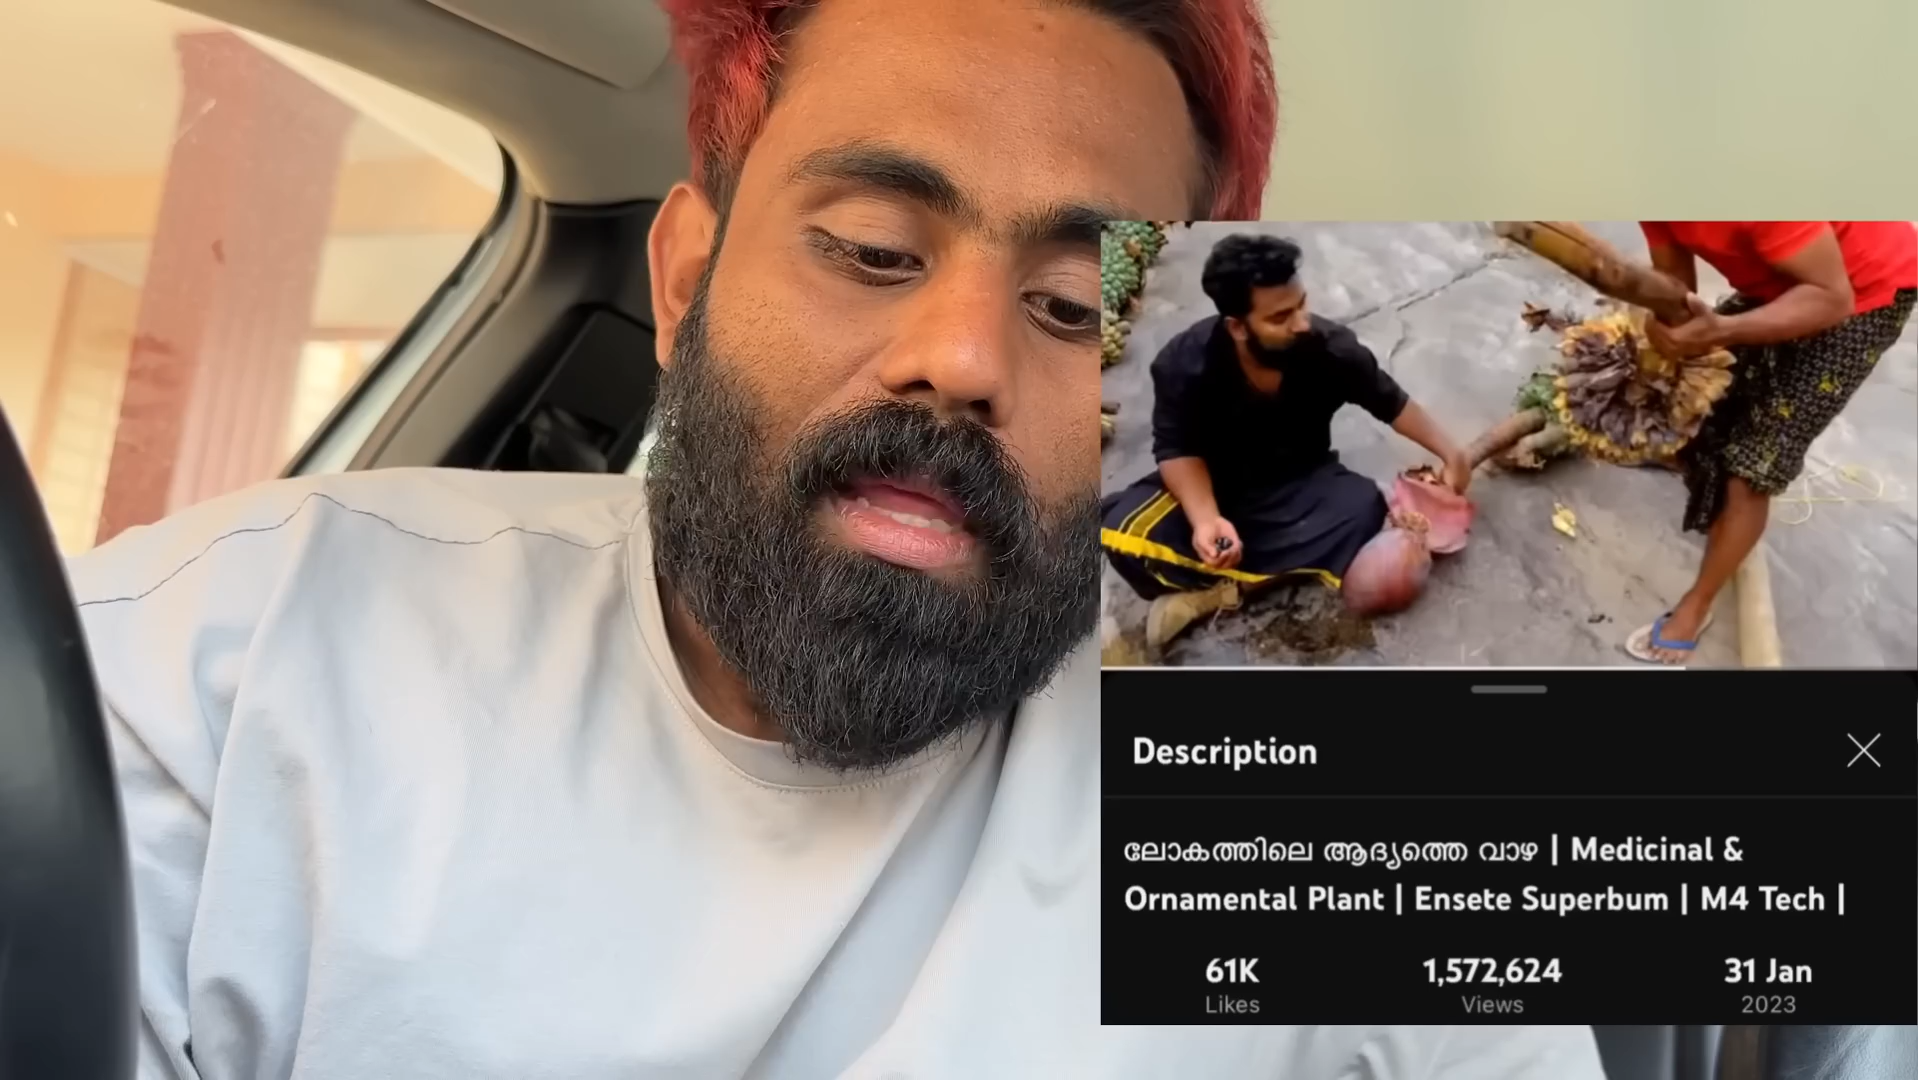 Description
ലോകത്തിലെ ആദ്യത്തെ വാഴ | Medicinal &
Ornamental Plant | Ensete Superbum | M4 Tech |
61K 1,572,624 31 Jan
Likes Views 2023